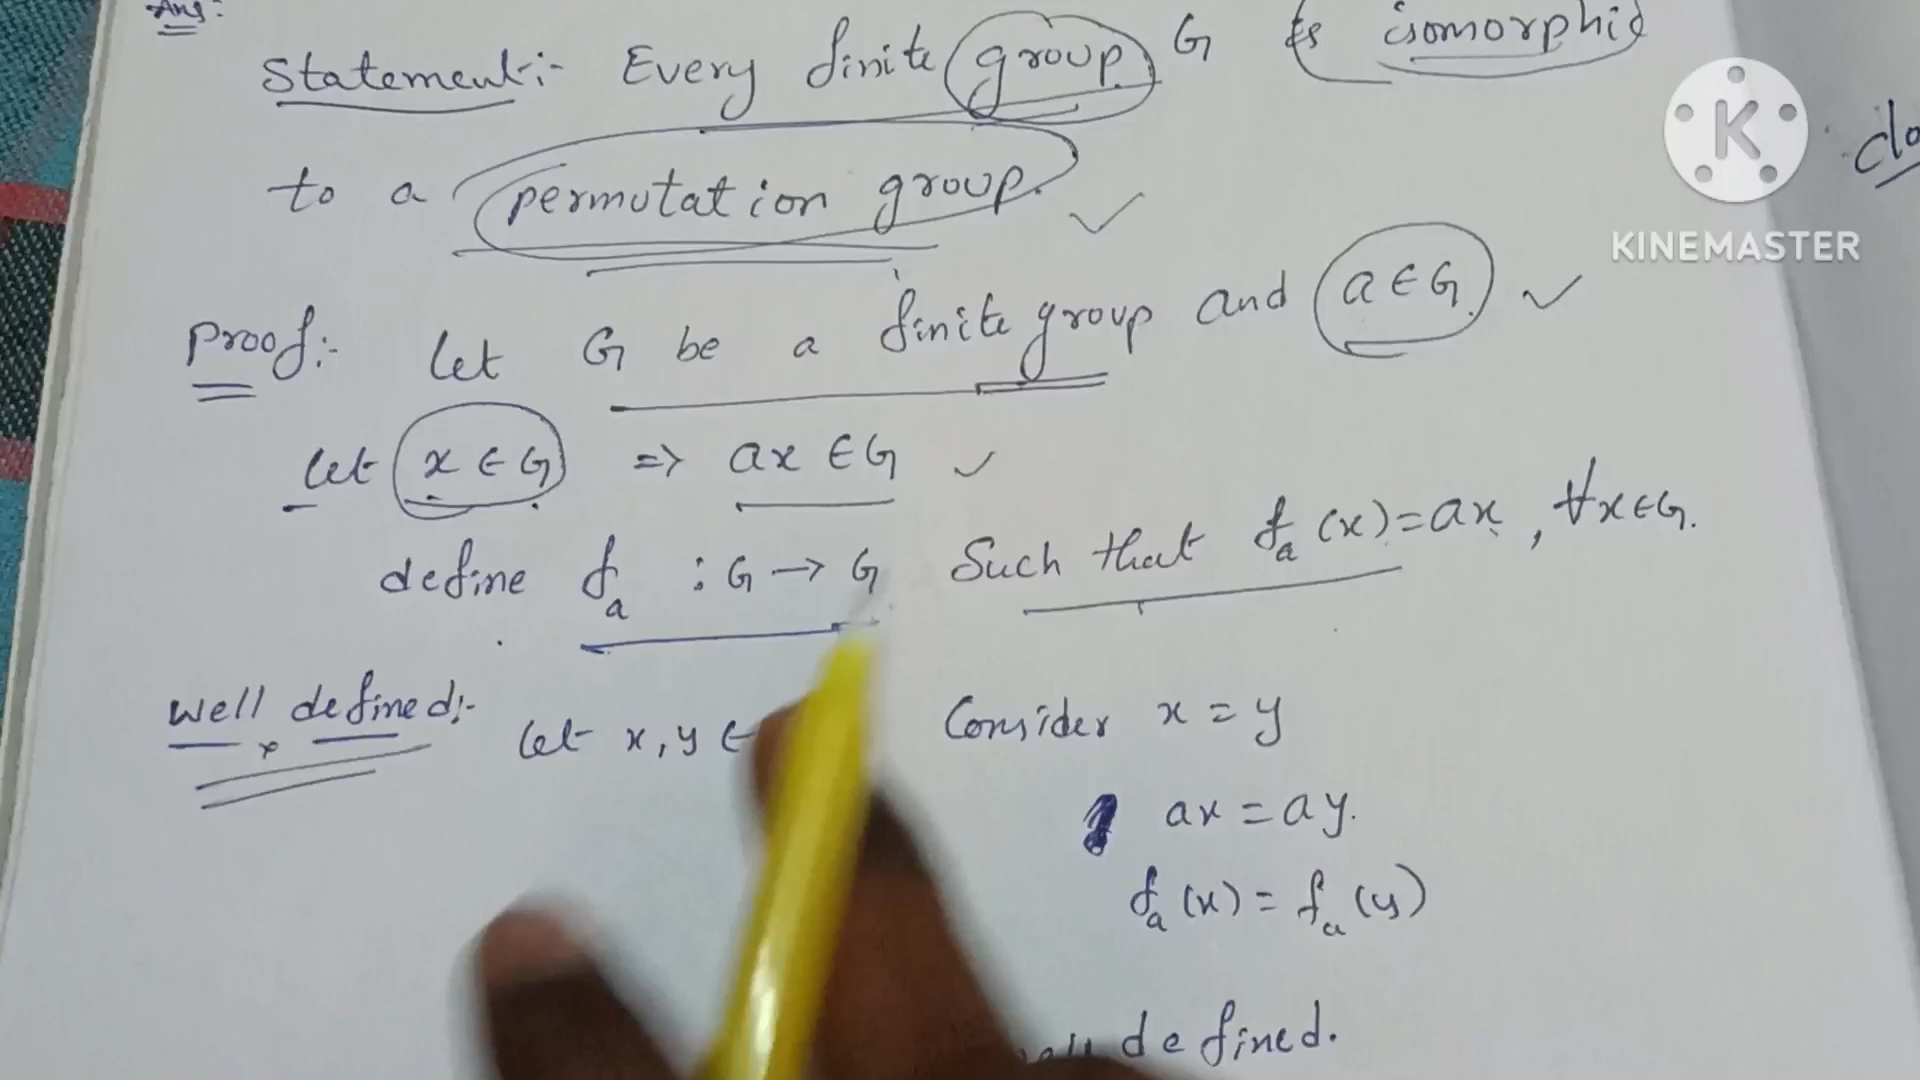 Ans:
Statement:- Every finite group G is isomorphic
to a permutation group.
Proof:- Let G be a finite group and a ∈ G.
Let x ∈ G => ax ∈ G
define f_a : G → G Such that f_a (x) = ax, ∀x∈G.
Well defined:- Let x, y ∈ Consider x = y
ax = ay.
f_a (x) = f_a (y)
defined.
K
KINEMASTER